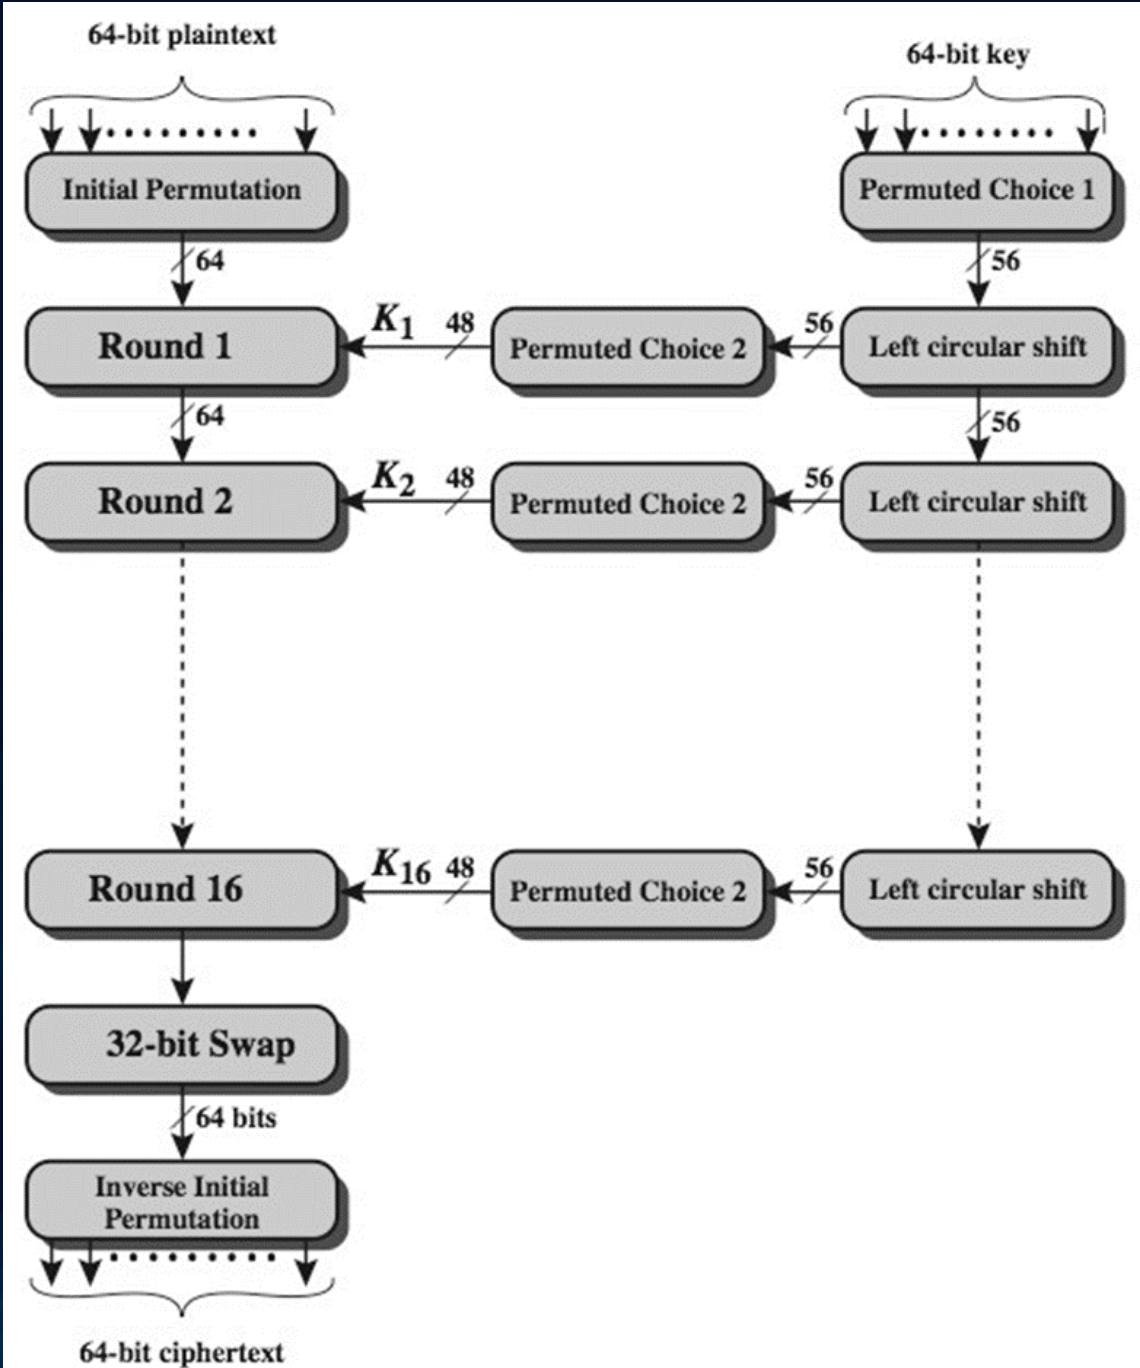 64-bit plaintext
64-bit key
Initial Permutation
Permuted Choice 1
64
56
Round 1
K1
48
Permuted Choice 2
56
Left circular shift
64
56
Round 2
K2
48
Permuted Choice 2
56
Left circular shift
Round 16
K16
48
Permuted Choice 2
56
Left circular shift
32-bit Swap
64 bits
Inverse Initial
Permutation
64-bit ciphertext